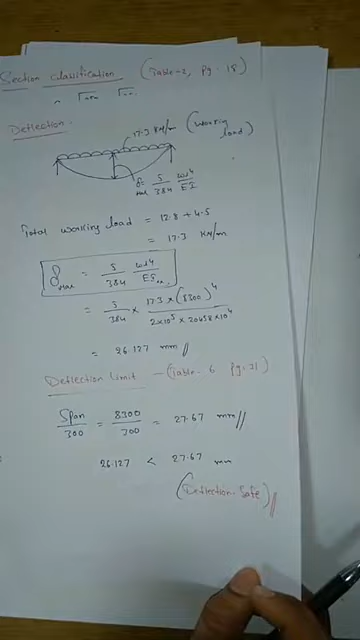 Section Classification (Table-2, Pg. 18)
Deflection.
17.3 KN/m (Working load)
δmax = 5/384 wl⁴/EI
Total working load = 12.8 + 4.5
= 17.3 KN/m
δmax = 5/384 wl⁴/EIxx
= 5/384 × 17.3 × (8300)⁴/2×10⁵ × 20458×10⁴
= 26.127 mm //
Deflection Limit - (Table-6 Pg:31)
Span/300 = 8300/300 = 27.67 mm //
26.127 < 27.67 mm
(Deflection Safe) //